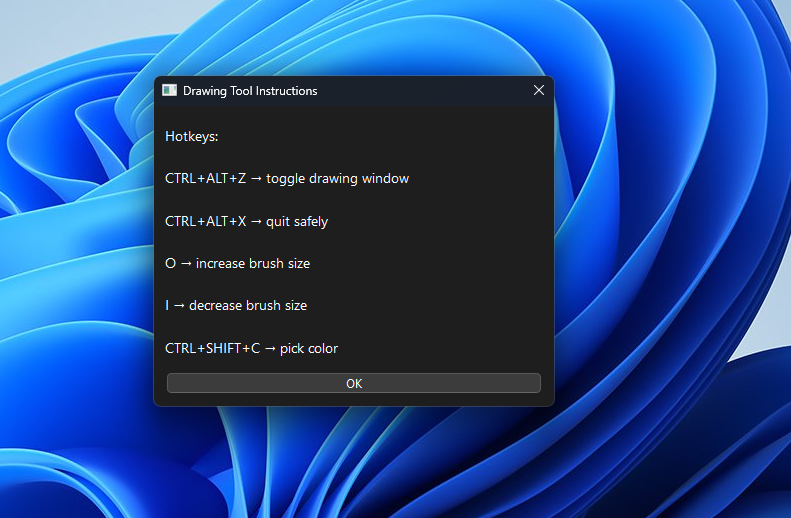 Drawing Tool Instructions
Hotkeys:
CTRL+ALT+Z → toggle drawing window
CTRL+ALT+X → quit safely
O → increase brush size
I → decrease brush size
CTRL+SHIFT+C → pick color
OK